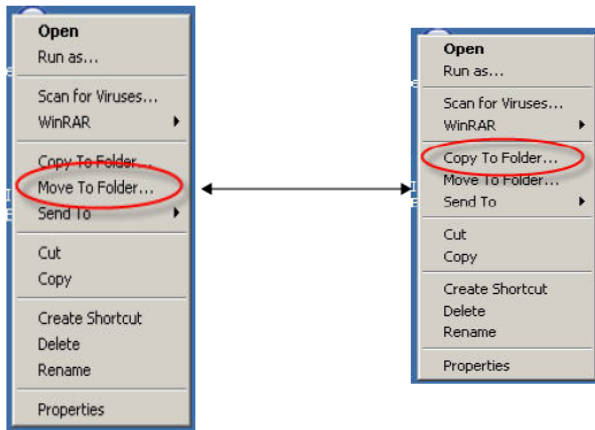 Open
Run as...
Scan for Viruses...
WinRAR
Copy To Folder...
Move To Folder...
Send To
Cut
Copy
Create Shortcut
Delete
Rename
Properties
Open
Run as...
Scan for Viruses...
WinRAR
Copy To Folder...
Move To Folder...
Send To
Cut
Copy
Create Shortcut
Delete
Rename
Properties